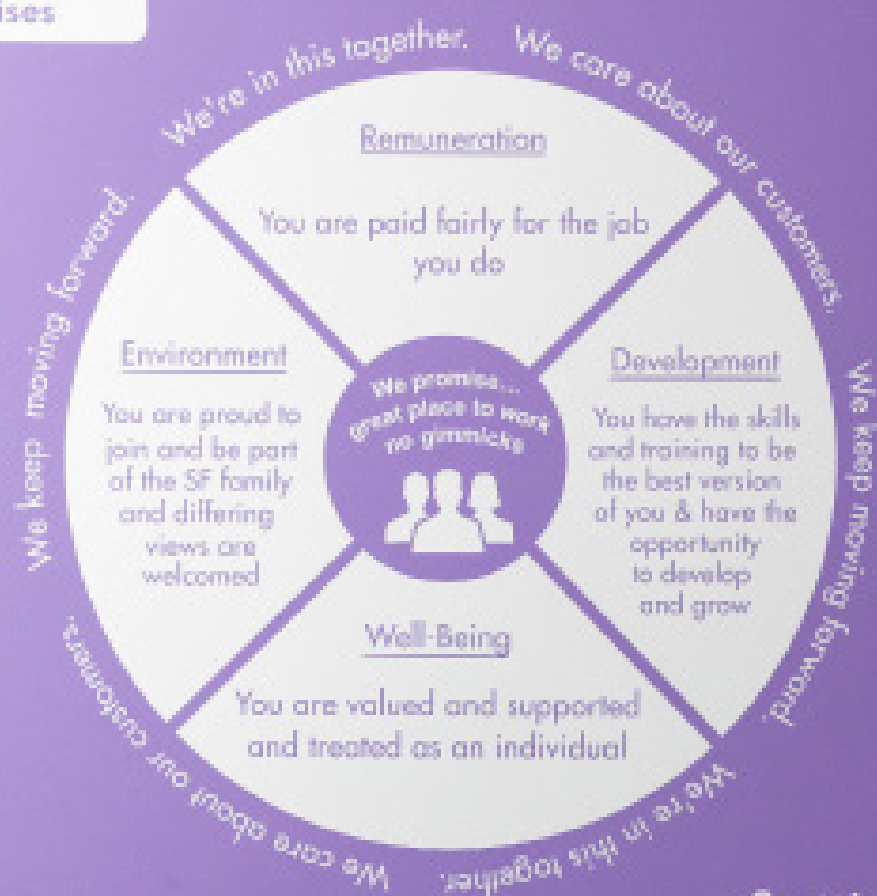 We're in this together.
We care about our customers.
We keep moving forward.
We're in this together.
We care about our customers.
We keep moving forward.
Remuneration
You are paid fairly for the job
you do
Environment
You are proud to
join and be part
of the SF family
and differing
views are
welcomed
We promise...
great place to work
no gimmicks
Development
You have the skills
and training to be
the best version
of you & have the
opportunity
to develop
and grow
Well-Being
You are valued and supported
and treated as an individual